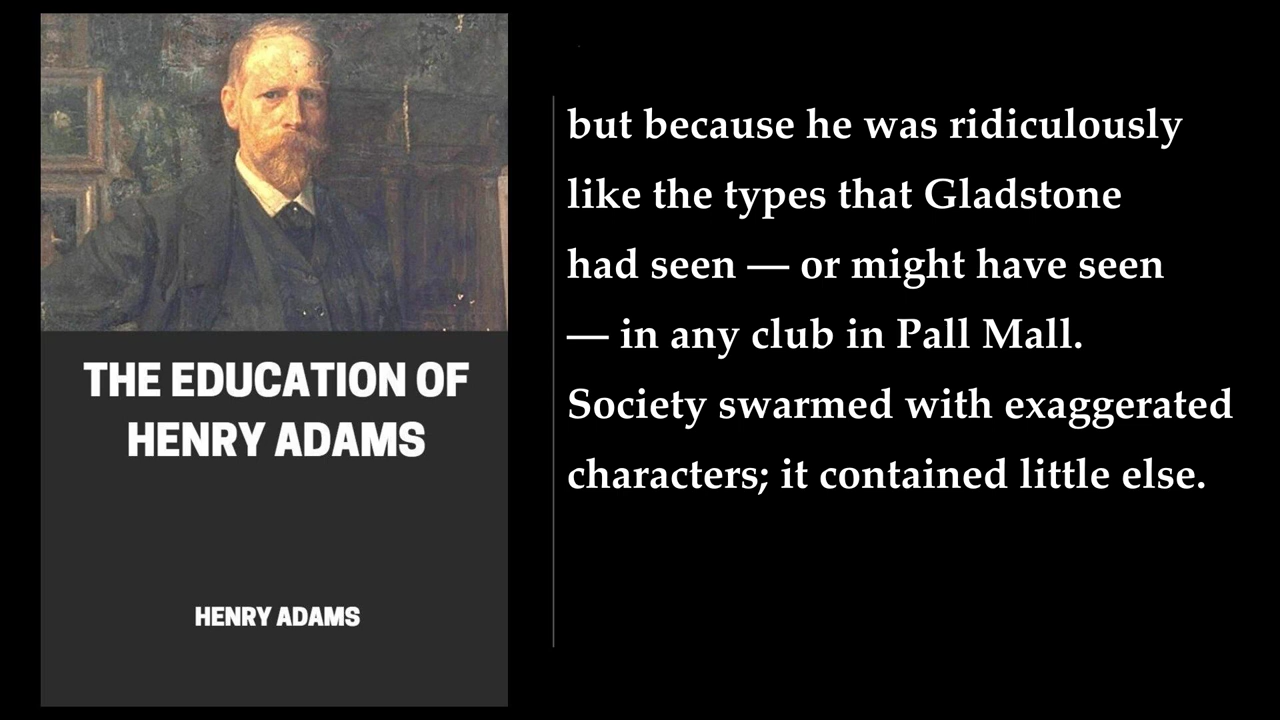 THE EDUCATION OF
HENRY ADAMS
HENRY ADAMS
but because he was ridiculously
like the types that Gladstone
had seen — or might have seen
— in any club in Pall Mall.
Society swarmed with exaggerated
characters; it contained little else.